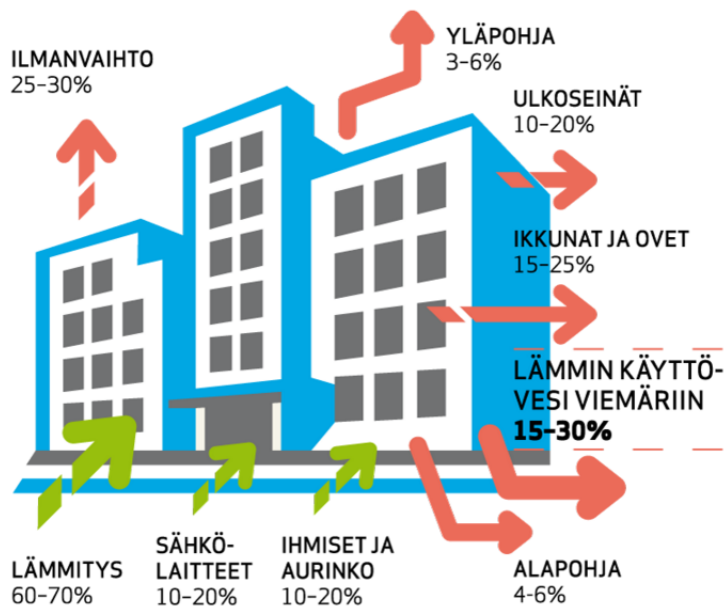 ILMANVAIHTO
25–30%
YLÄPOHJA
3–6%
ULKOSEINÄT
10–20%
IKKUNAT JA OVET
15–25%
LÄMMIN KÄYTTÖ-
VESI VIEMÄRIIN
15–30%
LÄMMITYS
60–70%
SÄHKÖ-
LAITTEET
10–20%
IHMISET JA
AURINKO
10–20%
ALAPOHJA
4-6%